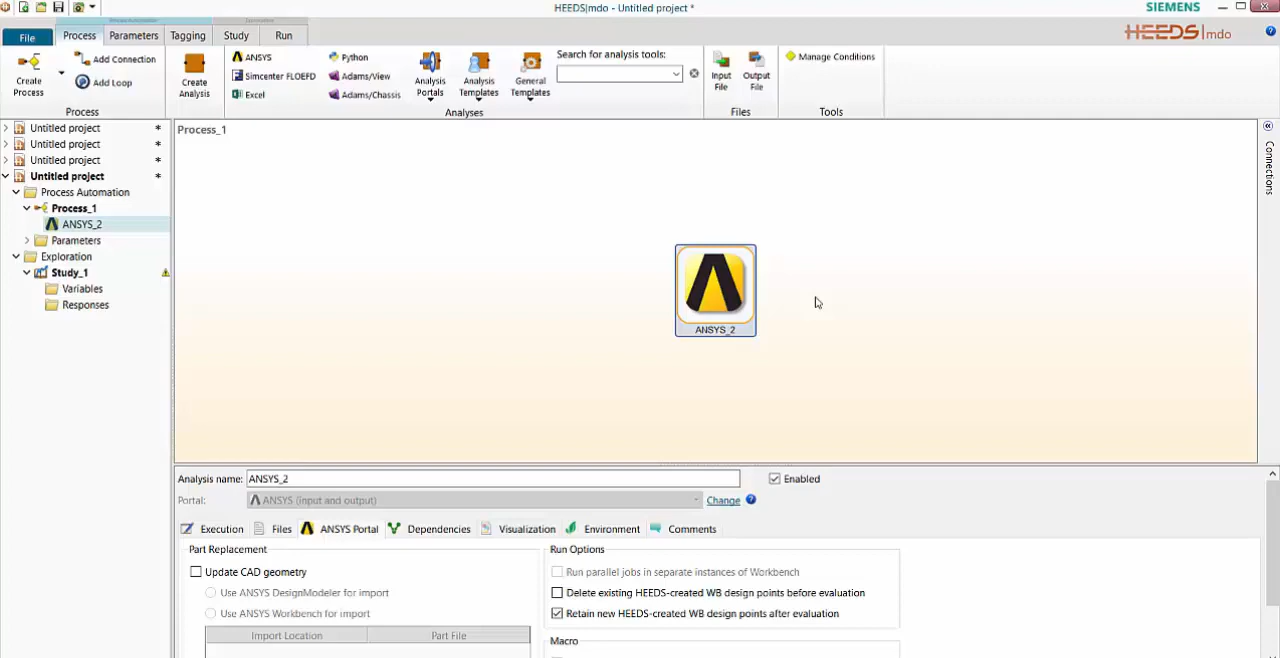 HEEDS|mdo - Untitled project *
SIEMENS
File
Process
Parameters
Tagging
Study
Run
HEEDS|mdo
Create
Process
Add Connection
Add Loop
Process
Create
Analysis
ANSYS
Simcenter FLOEFD
Excel
Python
Adams/View
Adams/Chassis
Analysis
Portals
Analysis
Templates
General
Templates
Search for analysis tools:
Analyses
Input
File
Output
File
Files
Manage Conditions
Tools
Untitled project *
Untitled project *
Untitled project *
Untitled project *
Process Automation
Process_1
ANSYS_2
Parameters
Exploration
Study_1
Variables
Responses
Process_1
ANSYS_2
Connections
Analysis name: ANSYS_2
Enabled
Portal: ANSYS (input and output)
Change
Execution
Files
ANSYS Portal
Dependencies
Visualization
Environment
Comments
Part Replacement
Update CAD geometry
Use ANSYS DesignModeler for import
Use ANSYS Workbench for import
Import Location
Part File
Run Options
Run parallel jobs in separate instances of Workbench
Delete existing HEEDS-created WB design points before evaluation
Retain new HEEDS-created WB design points after evaluation
Macro